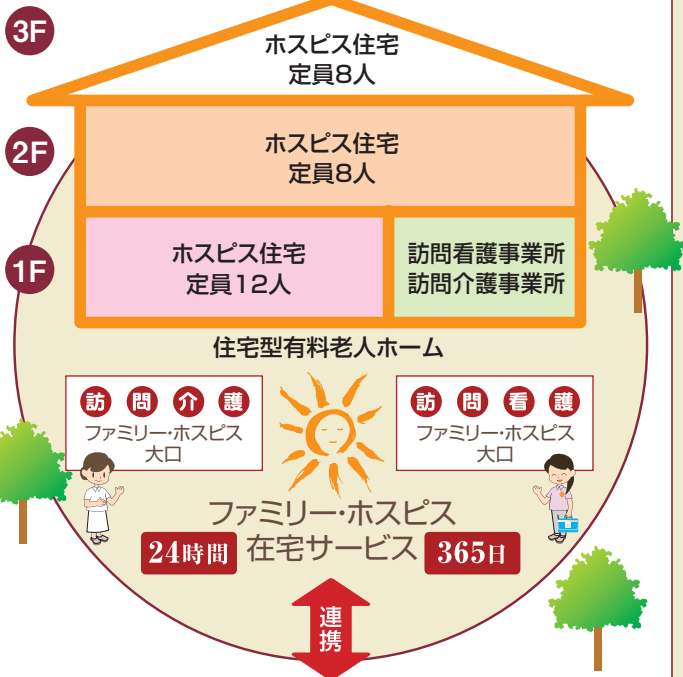 3F
ホスピス住宅
定員8人
2F
ホスピス住宅
定員8人
1F
ホスピス住宅
定員12人
訪問看護事業所
訪問介護事業所
住宅型有料老人ホーム
訪問介護
ファミリー・ホスピス
大口
訪問看護
ファミリー・ホスピス
大口
ファミリー・ホスピス
24時間 在宅サービス 365日
連携